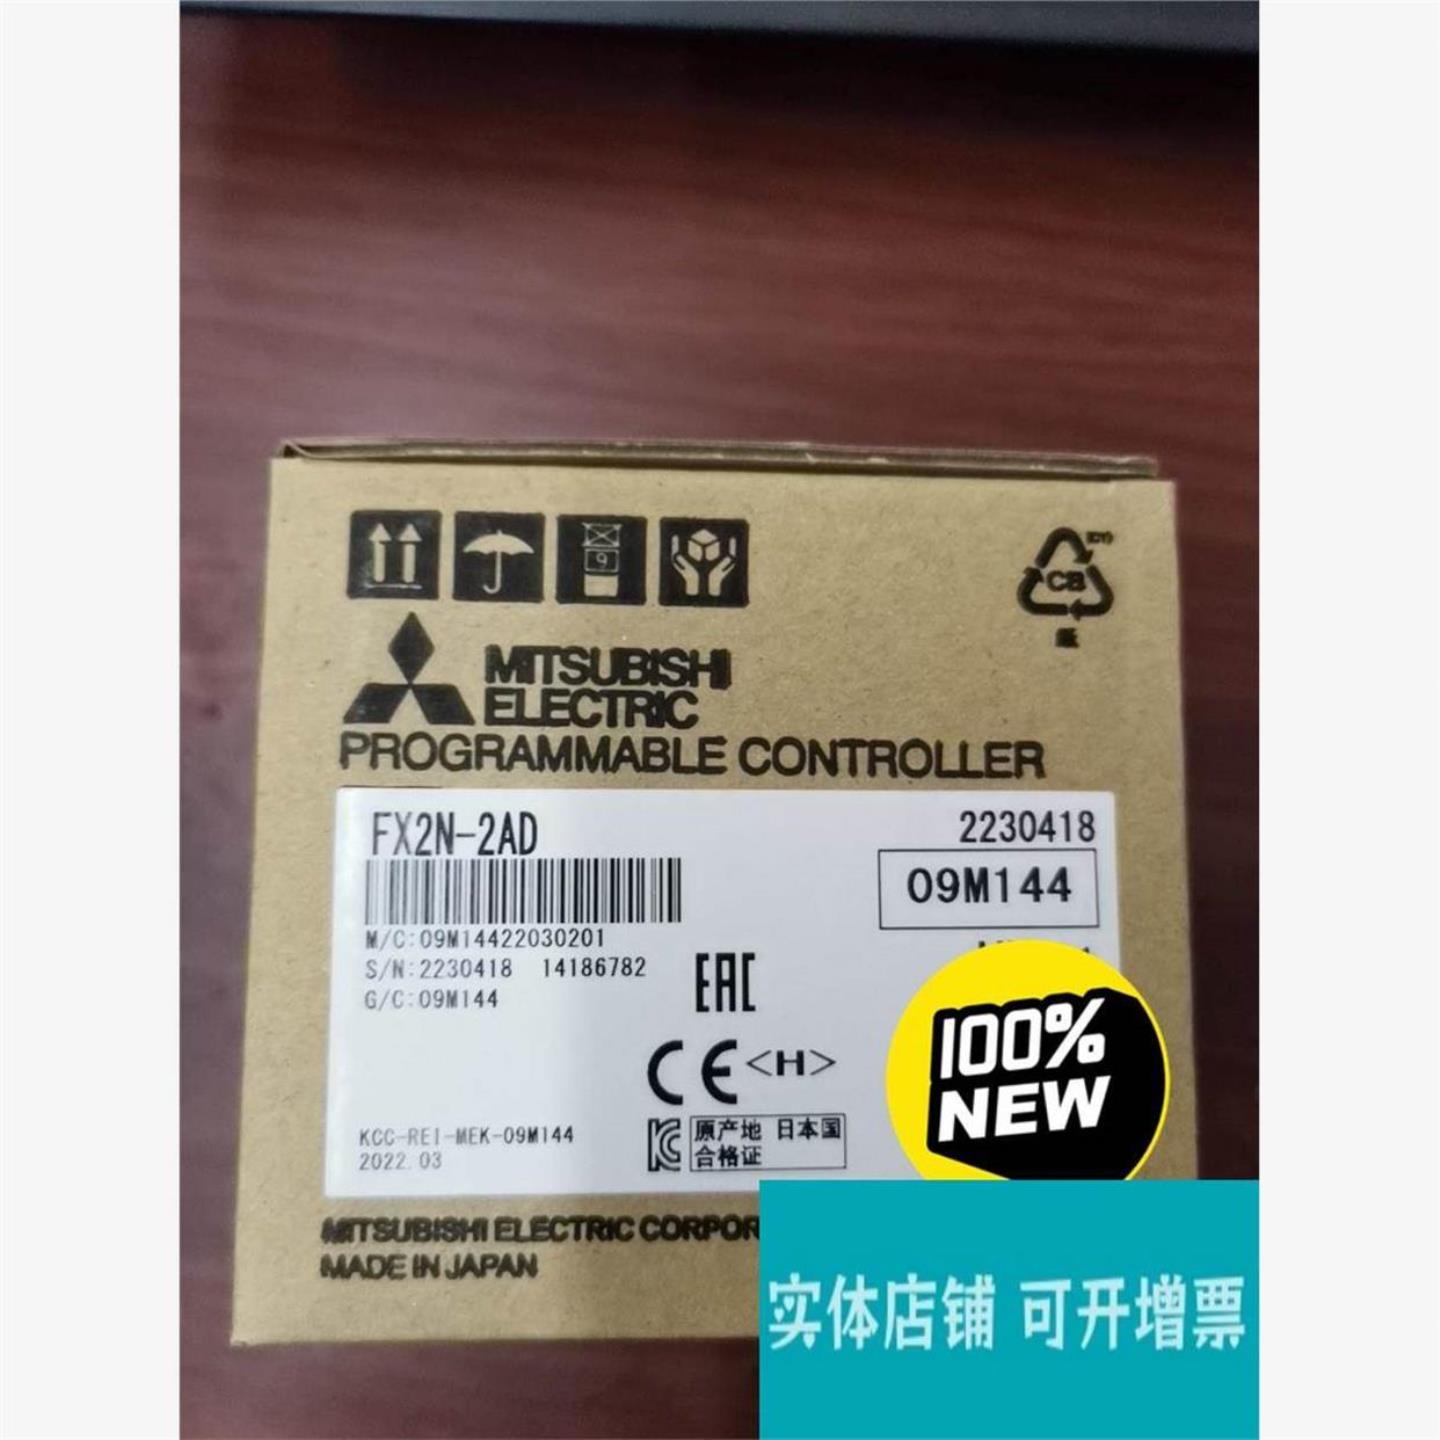 CB
MITSUBISHI
ELECTRIC
PROGRAMMABLE CONTROLLER
FX2N-2AD
2230418
09M144
M/C:09M14422030201
S/N:2230418 14186782
G/C:09M144
EAC
CE <H>
KCC-REI-MEK-09M144
2022.03
原产地 日本国
合格证
100%
NEW
MITSUBISHI ELECTRIC
MADE IN JAPAN
实体店铺 可开增票